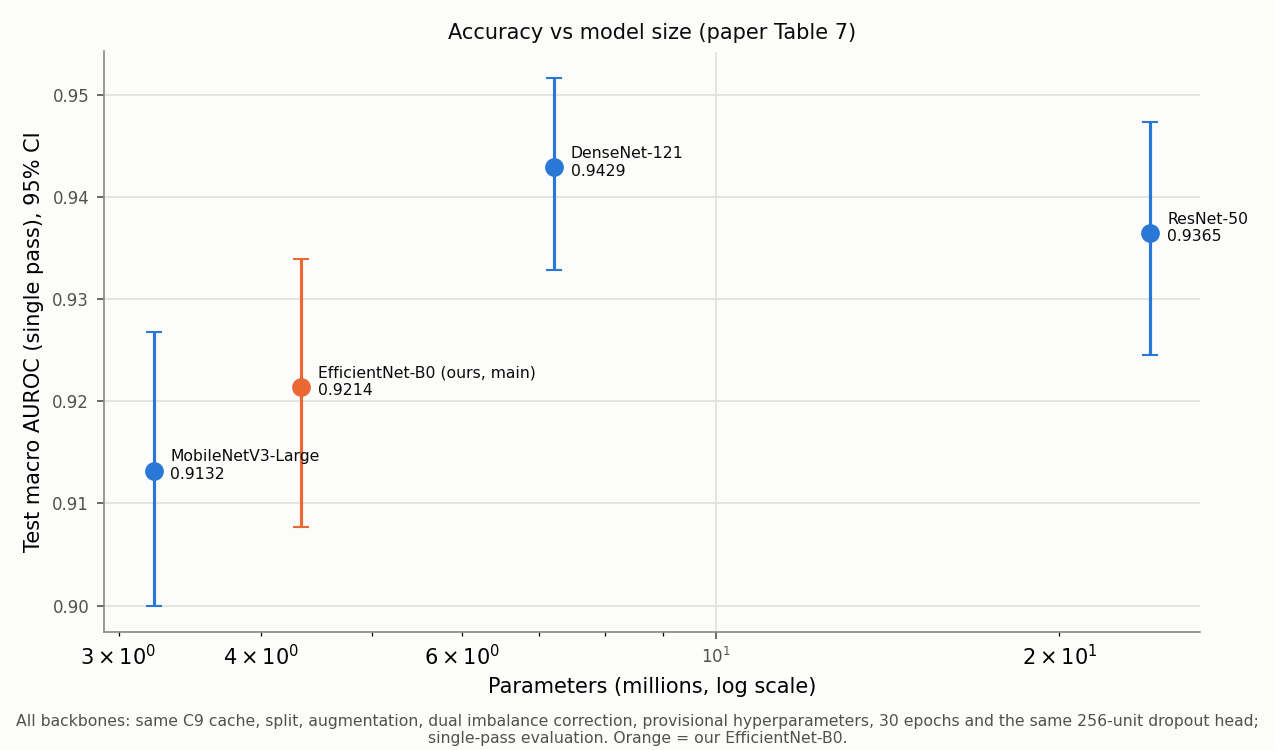 Accuracy vs model size (paper Table 7)
Test macro AUROC (single pass), 95% CI
0.95
0.94
0.93
0.92
0.91
0.90
DenseNet-121
0.9429
ResNet-50
0.9365
EfficientNet-B0 (ours, main)
0.9214
MobileNetV3-Large
0.9132
3 × 10⁰
4 × 10⁰
6 × 10⁰
10¹
2 × 10¹
Parameters (millions, log scale)
All backbones: same C9 cache, split, augmentation, dual imbalance correction, provisional hyperparameters, 30 epochs and the same 256-unit dropout head;
single-pass evaluation. Orange = our EfficientNet-B0.